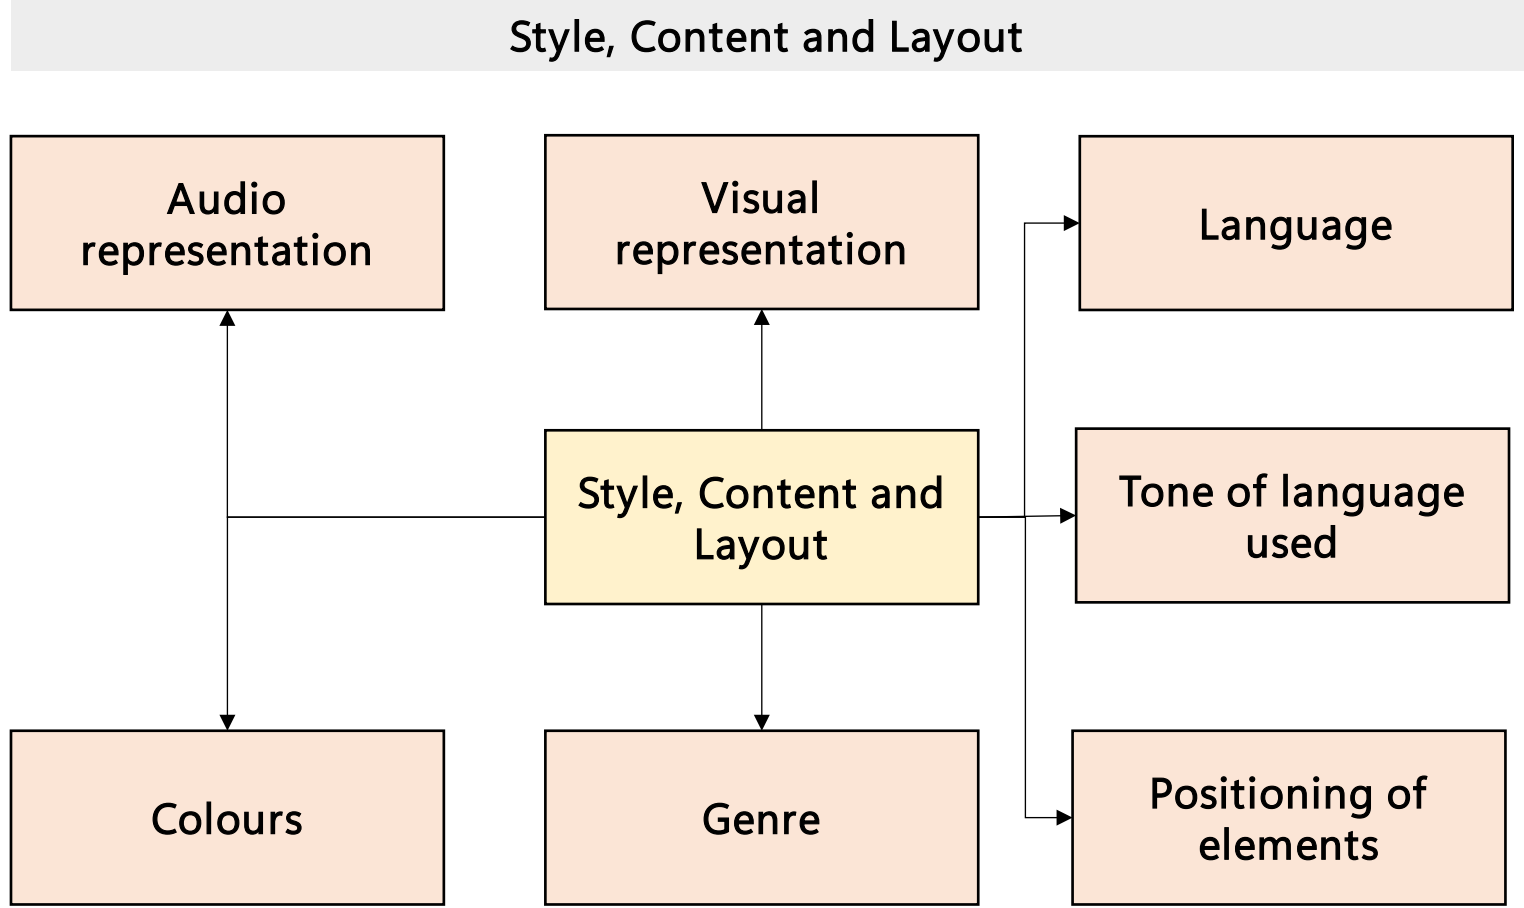 Style, Content and Layout
Audio
representation
Visual
representation
Language
Style, Content and
Layout
Tone of language
used
Colours
Genre
Positioning of
elements